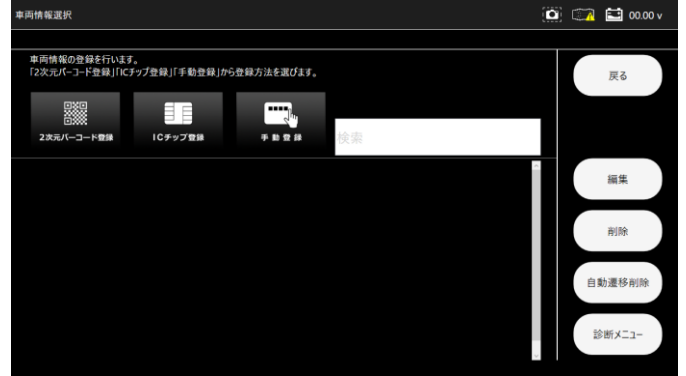 車両情報選択
00.00 v
車両情報の登録を行います。
「2次元バーコード登録」「ICチップ登録」「手動登録」から登録方法を選びます。
戻る
2次元バーコード登録
ICチップ登録
手動登録
検索
編集
削除
自動遷移削除
診断メニュー